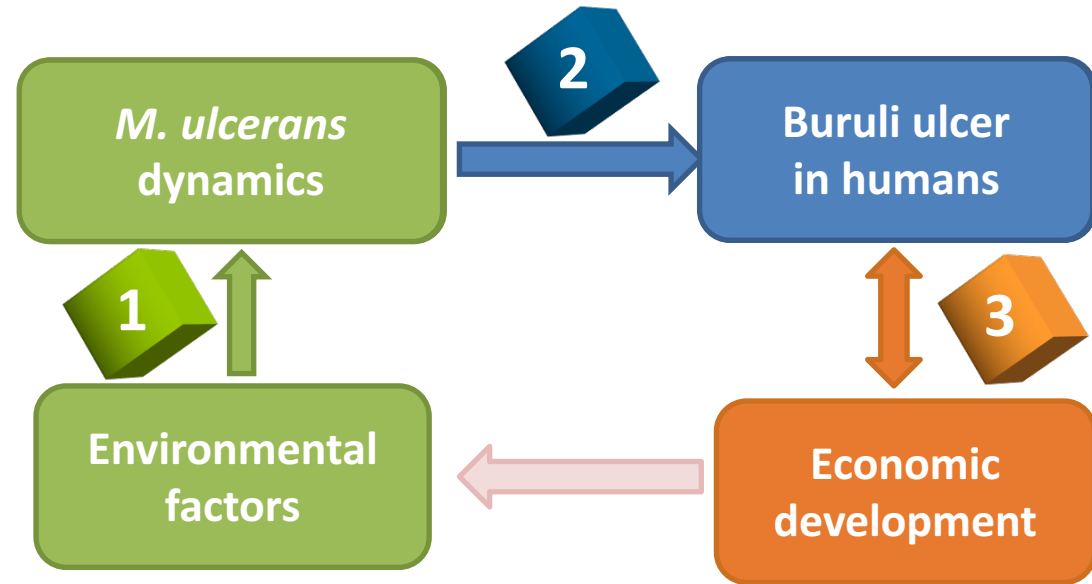 M. ulcerans
dynamics
2
Buruli ulcer
in humans
1
3
Environmental
factors
Economic
development